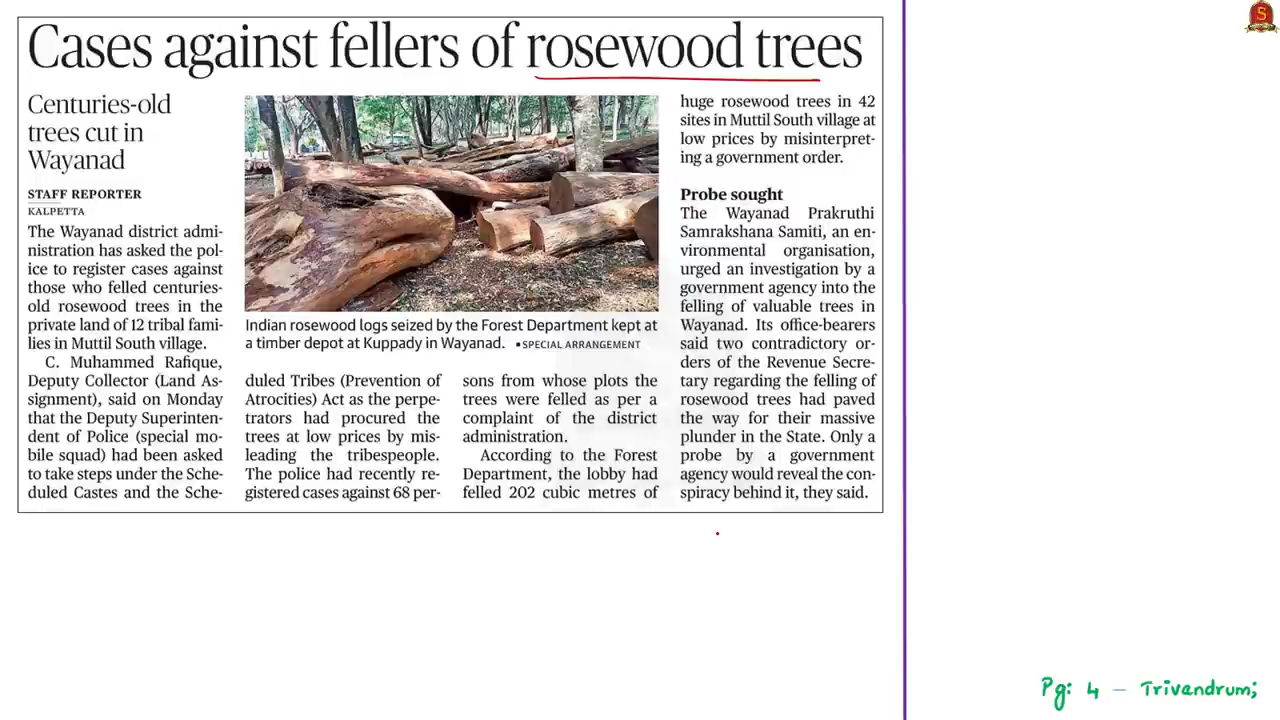 Cases against fellers of rosewood trees
Centuries-old
trees cut in
Wayanad
STAFF REPORTER
KALPETTA
The Wayanad district admi-
nistration has asked the pol-
ice to register cases against
those who felled centuries-
old rosewood trees in the
private land of 12 tribal fami-
lies in Muttil South village.
C. Muhammed Rafique,
Deputy Collector (Land As-
signment), said on Monday
that the Deputy Superinten-
dent of Police (special mo-
bile squad) had been asked
to take steps under the Sche-
duled Castes and the Sche-
Indian rosewood logs seized by the Forest Department kept at
a timber depot at Kuppady in Wayanad. ▪SPECIAL ARRANGEMENT
duled Tribes (Prevention of
Atrocities) Act as the perpe-
trators had procured the
trees at low prices by mis-
leading the tribespeople.
The police had recently re-
gistered cases against 68 per-
sons from whose plots the
trees were felled as per a
complaint of the district
administration.
According to the Forest
Department, the lobby had
felled 202 cubic metres of
huge rosewood trees in 42
sites in Muttil South village at
low prices by misinterpret-
ing a government order.
Probe sought
The Wayanad Prakruthi
Samrakshana Samiti, an en-
vironmental organisation,
urged an investigation by a
government agency into the
felling of valuable trees in
Wayanad. Its office-bearers
said two contradictory or-
ders of the Revenue Secre-
tary regarding the felling of
rosewood trees had paved
the way for their massive
plunder in the State. Only a
probe by a government
agency would reveal the con-
spiracy behind it, they said.
S
Pg: 4 – Trivandrum;